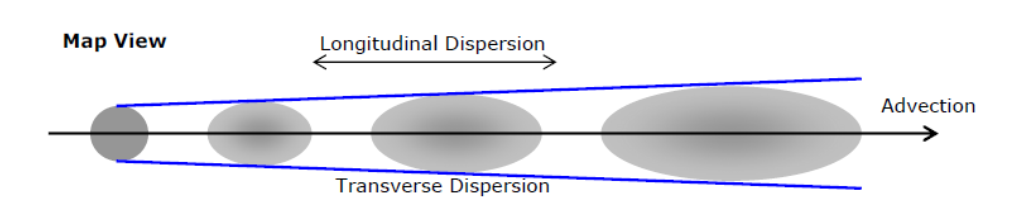 Map View
Longitudinal Dispersion
Advection
Transverse Dispersion